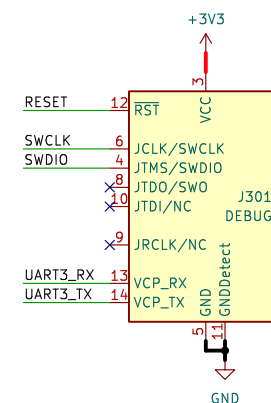 +3V3
3
VCC
RESET 12 RST
SWCLK 6 JCLK/SWCLK
SWDIO 4 JTMS/SWDIO
8 JTDO/SWO
10 JTDI/NC
J301
DEBUG
9 JRCLK/NC
UART3_RX 13 VCP_RX
UART3_TX 14 VCP_TX
GND
GNDDetect
5
11
GND